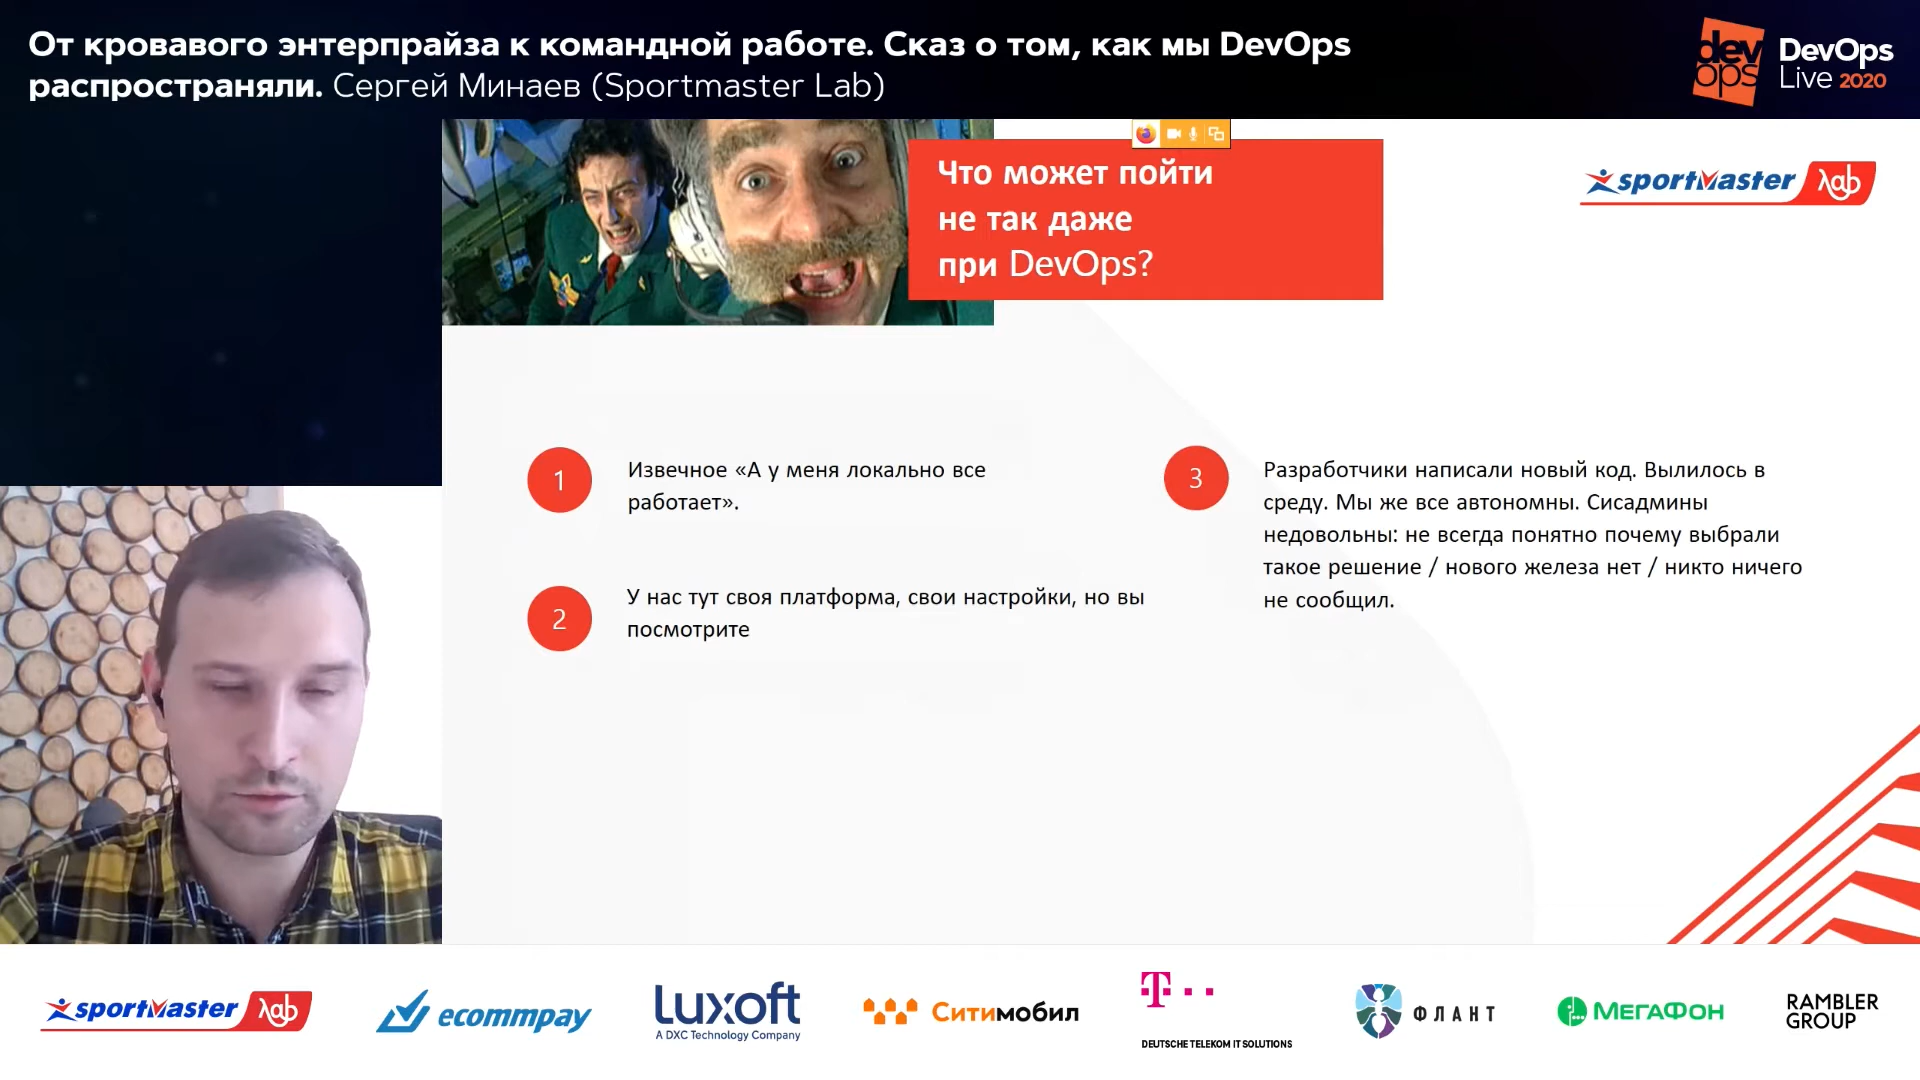 От кровавого энтерпрайза к командной работе. Сказ о том, как мы DevOps
распространяли. Сергей Минаев (Sportmaster Lab)
dev
ops
DevOps
Live 2020
Что может пойти
не так даже
при DevOps?
sportmaster λab
1
Извечное «А у меня локально все
работает».
2
У нас тут своя платформа, свои настройки, но вы
посмотрите
3
Разработчики написали новый код. Вылилось в
среду. Мы же все автономны. Сисадмины
недовольны: не всегда понятно почему выбрали
такое решение / нового железа нет / никто ничего
не сообщил.
sportmaster λab
ecommpay
luxoft
A DXC Technology Company
Ситимобил
T
DEUTSCHE TELEKOM IT SOLUTIONS
ФЛАНТ
МЕГАФОН
RAMBLER
GROUP